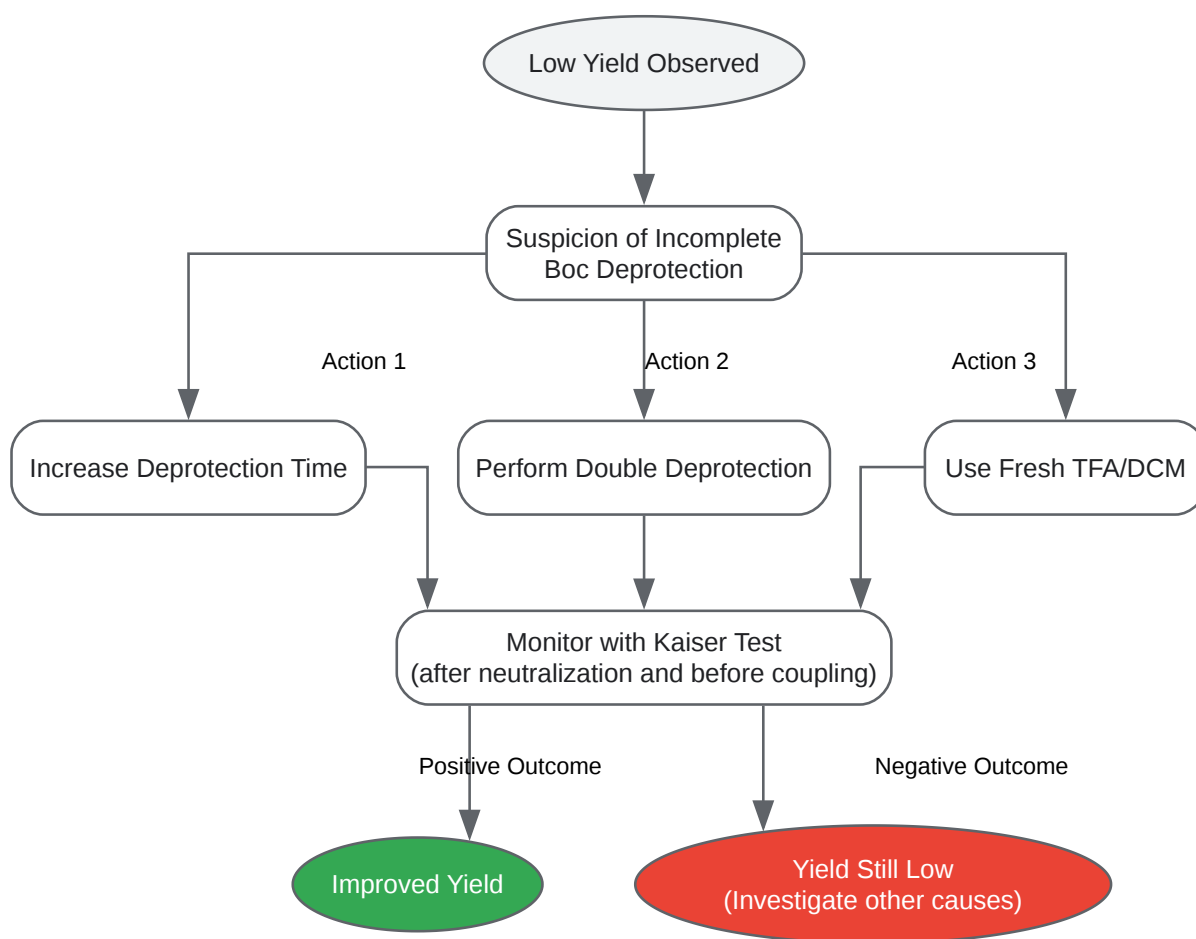 Low Yield Observed
Suspicion of Incomplete
Boc Deprotection
Action 1
Action 2
Action 3
Increase Deprotection Time
Perform Double Deprotection
Use Fresh TFA/DCM
Monitor with Kaiser Test
(after neutralization and before coupling)
Positive Outcome
Negative Outcome
Improved Yield
Yield Still Low
(Investigate other causes)